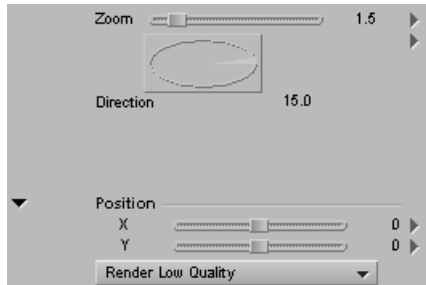 Zoom 1.5
Direction 15.0
Position
X 0
Y 0
Render Low Quality